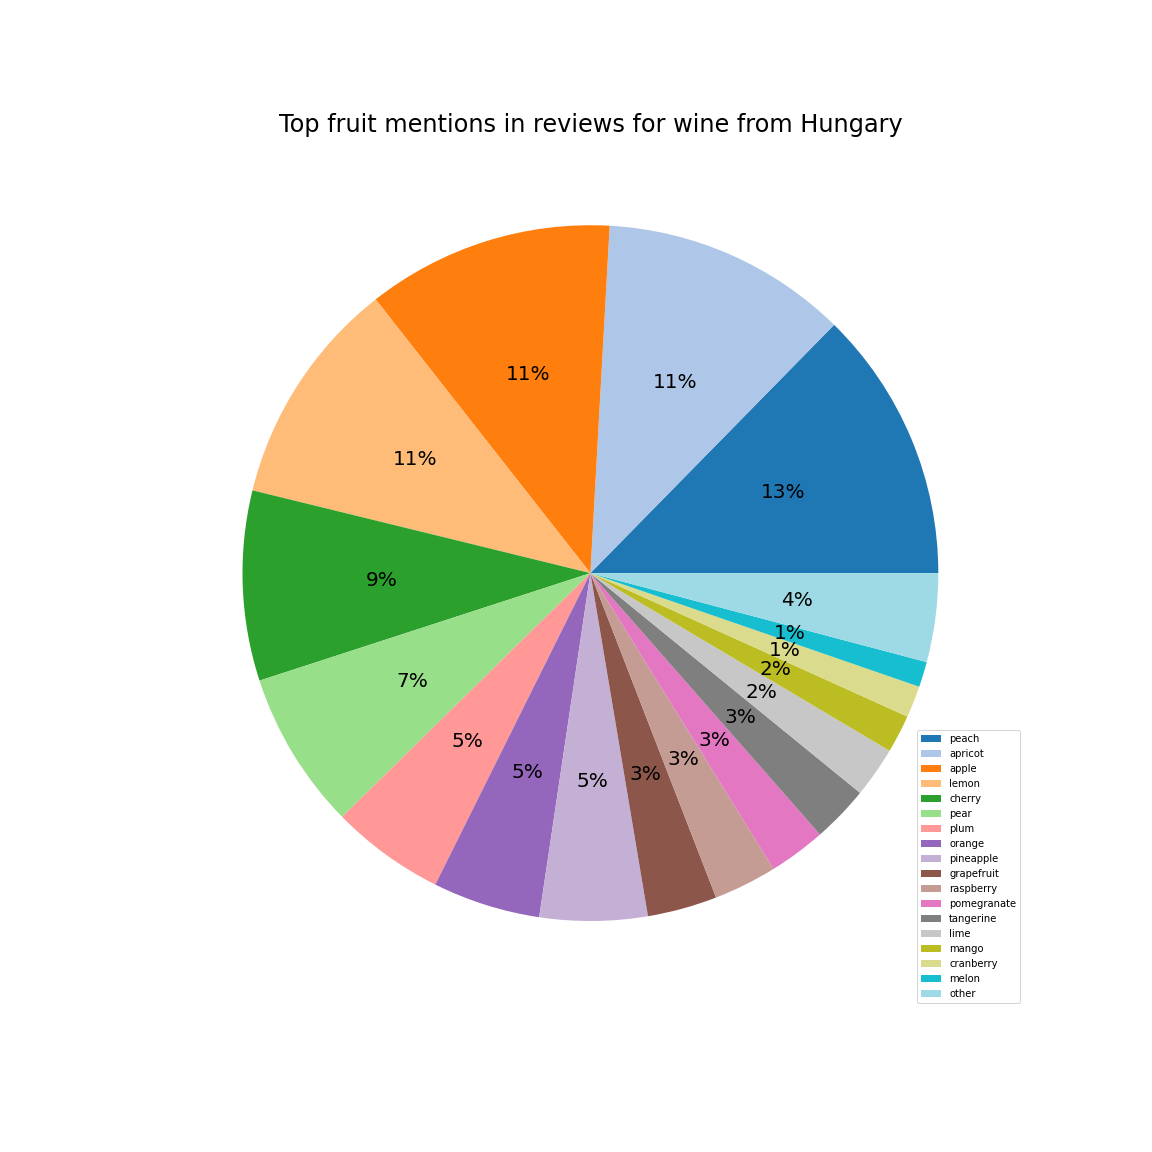 Top fruit mentions in reviews for wine from Hungary
11%
11%
11%
13%
9%
4%
1%
1%
2%
7%
2%
3%
5%
3%
3%
5%
5%
3%
peach
apricot
apple
lemon
cherry
pear
plum
orange
pineapple
grapefruit
raspberry
pomegranate
tangerine
lime
mango
cranberry
melon
other